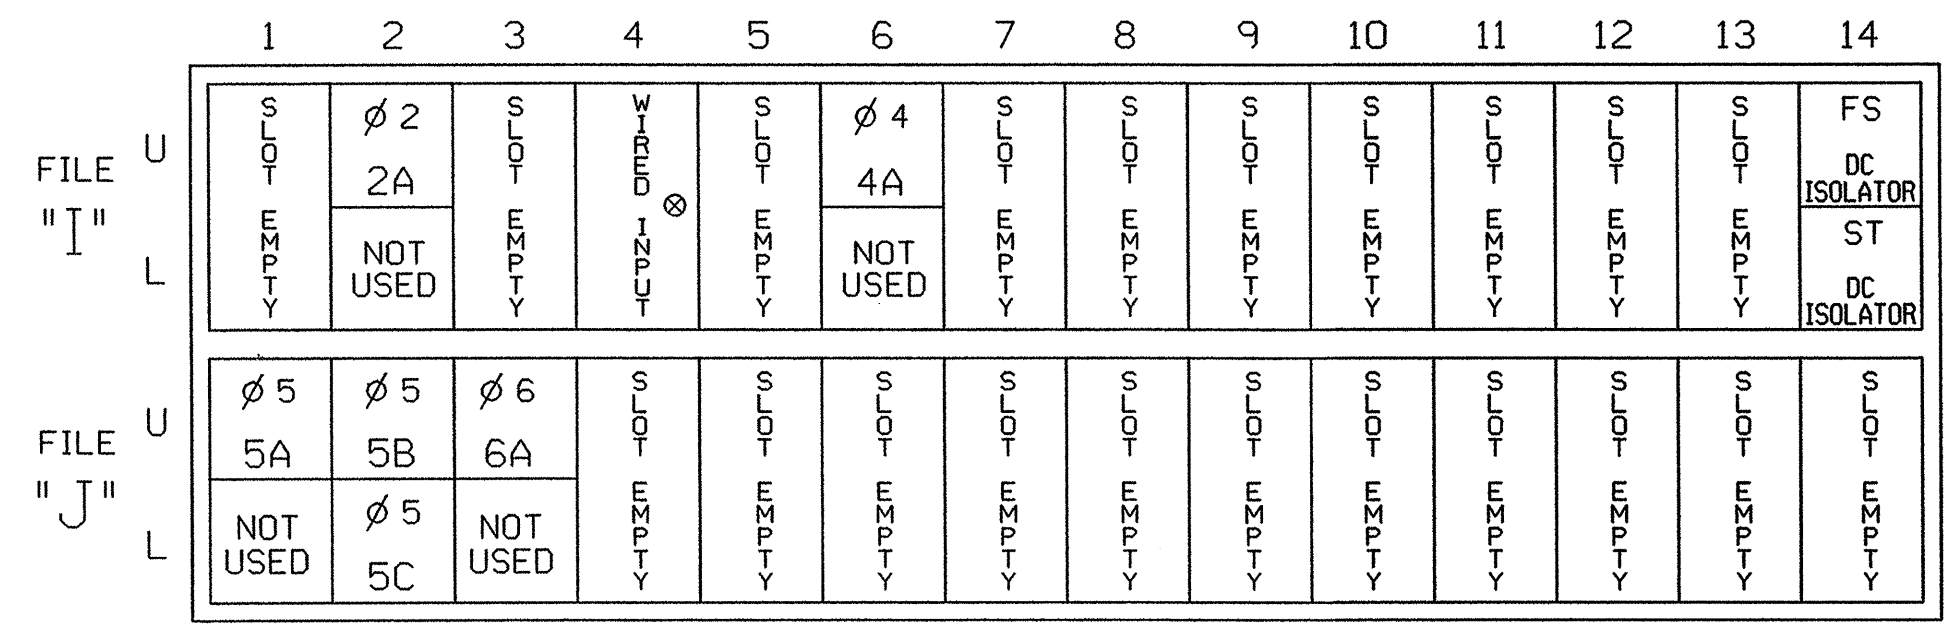 1 2 3 4 5 6 7 8 9 10 11 12 13 14
FILE "I"
U
L
SLOT EMPTY
Ø 2
2A
NOT USED
SLOT EMPTY
WIRED INPUT ⊗
SLOT EMPTY
Ø 4
4A
NOT USED
SLOT EMPTY
SLOT EMPTY
SLOT EMPTY
SLOT EMPTY
SLOT EMPTY
SLOT EMPTY
SLOT EMPTY
FS
DC
ISOLATOR
ST
DC
ISOLATOR
FILE "J"
U
L
Ø 5
5A
NOT USED
Ø 5
5B
Ø 5
5C
Ø 6
6A
NOT USED
SLOT EMPTY
SLOT EMPTY
SLOT EMPTY
SLOT EMPTY
SLOT EMPTY
SLOT EMPTY
SLOT EMPTY
SLOT EMPTY
SLOT EMPTY
SLOT EMPTY
SLOT EMPTY